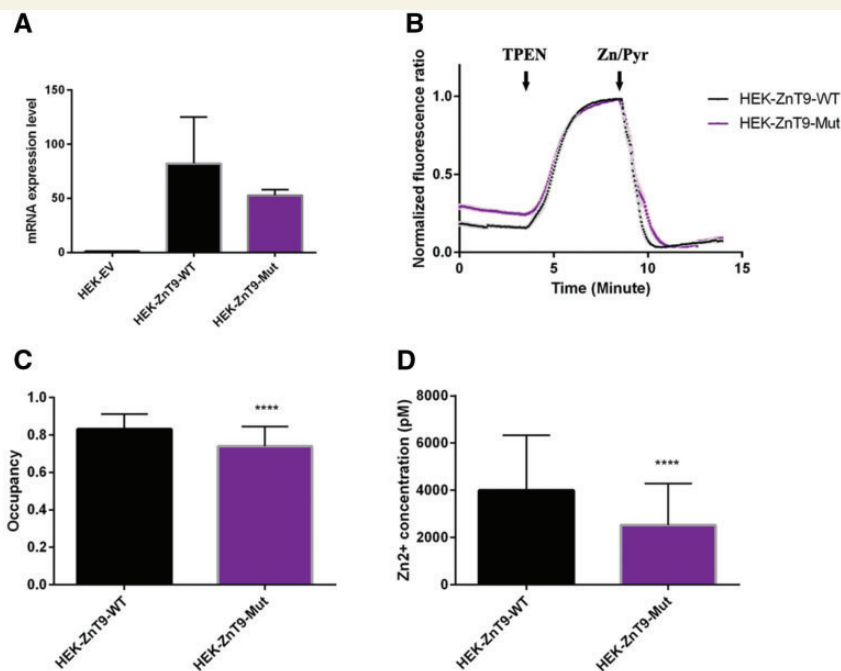 A
mRNA expression level
150
100
50
0
HEK-EV
HEK-ZnT9-WT
HEK-ZnT9-Mut
B
TPEN
Zn/Pyr
HEK-ZnT9-WT
HEK-ZnT9-Mut
Normalized fluorescence ratio
1.0
0.5
0.0
0
5
10
15
Time (Minute)
C
Occupancy
1.0
0.8
0.6
0.4
0.2
0.0
****
HEK-ZnT9-WT
HEK-ZnT9-Mut
D
Zn2+ concentration (pM)
8000
6000
4000
2000
0
****
HEK-ZnT9-WT
HEK-ZnT9-Mut